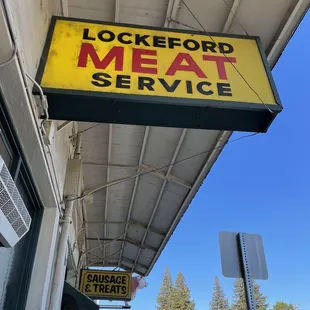 LOCKEFORD
MEAT
SERVICE
SAUSAGE
& TREATS